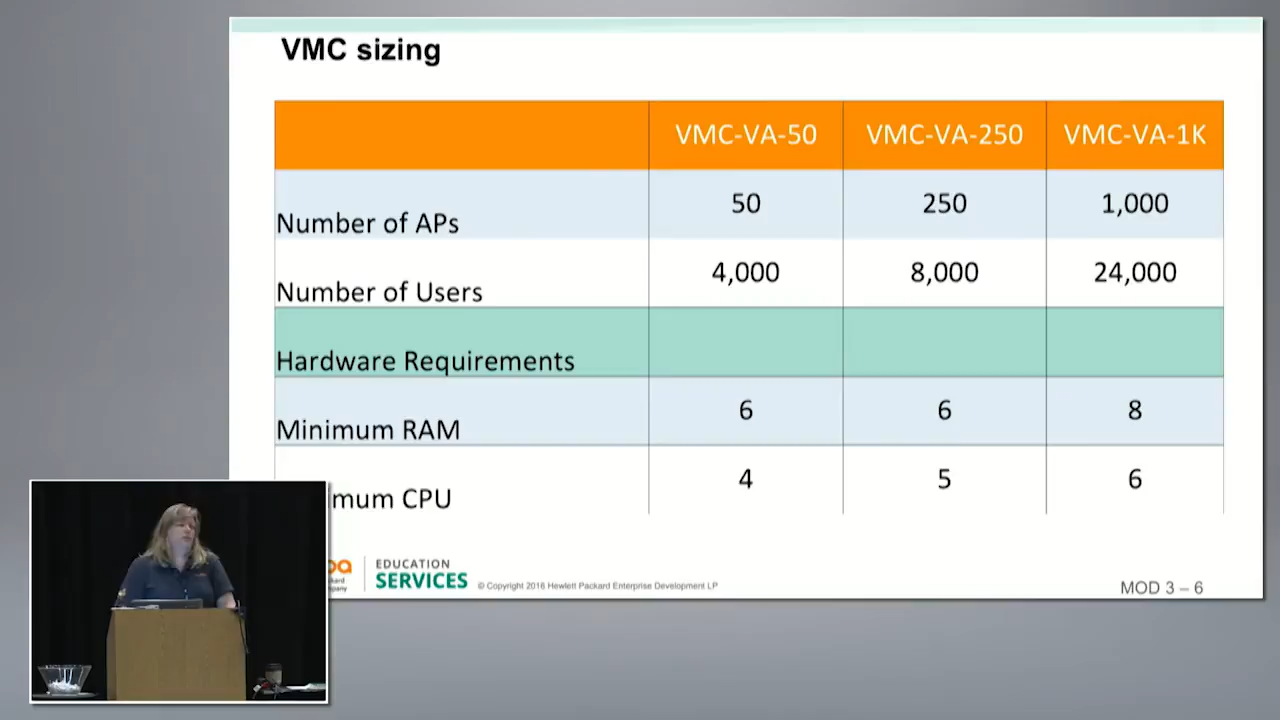 VMC sizing
VMC-VA-50 VMC-VA-250 VMC-VA-1K
Number of APs 50 250 1,000
Number of Users 4,000 8,000 24,000
Hardware Requirements
Minimum RAM 6 6 8
mum CPU 4 5 6
EDUCATION
SERVICES
© Copyright 2016 Hewlett Packard Enterprise Development LP
MOD 3 – 6